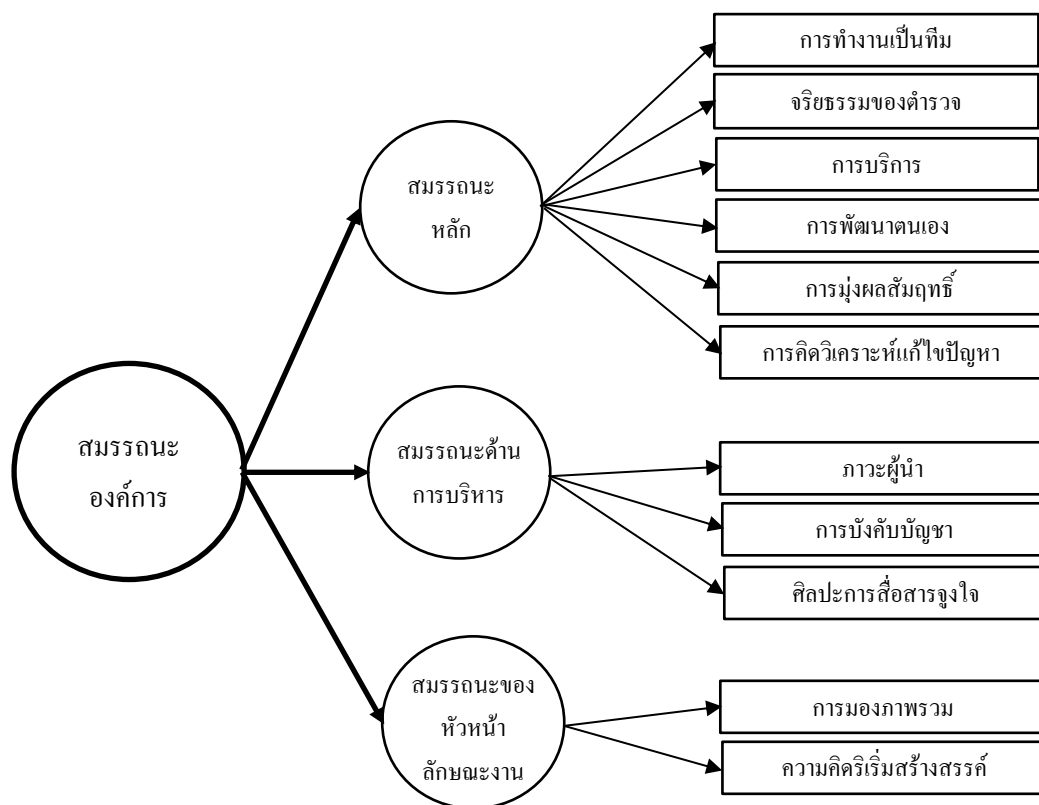 การทำงานเป็นทีม
จริยธรรมของตำรวจ
การบริการ
การพัฒนาตนเอง
การมุ่งผลสัมฤทธิ์
การคิดวิเคราะห์แก้ไขปัญหา
สมรรถนะ
หลัก
สมรรถนะ
องค์การ
สมรรถนะด้าน
การบริหาร
ภาวะผู้นำ
การบังคับบัญชา
ศิลปะการสื่อสารจูงใจ
สมรรถนะของ
หัวหน้า
ลักษณะงาน
การมองภาพรวม
ความคิดริเริ่มสร้างสรรค์